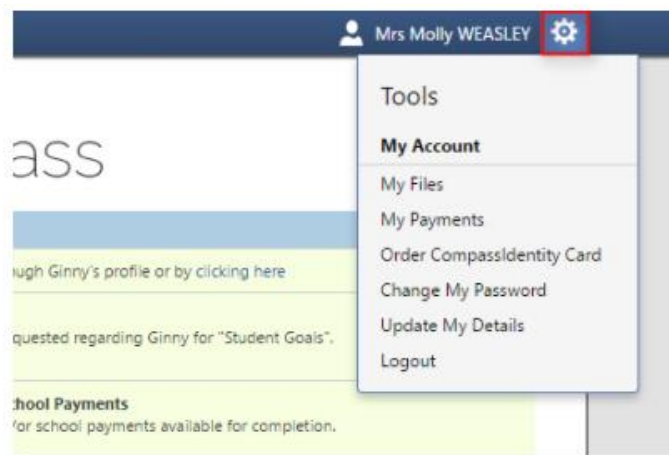 Mrs Molly WEASLEY
Tools
My Account
My Files
My Payments
Order CompassIdentity Card
Change My Password
Update My Details
Logout
ass
ugh Ginny's profile or by clicking here
quested regarding Ginny for "Student Goals".
chool Payments
/or school payments available for completion.